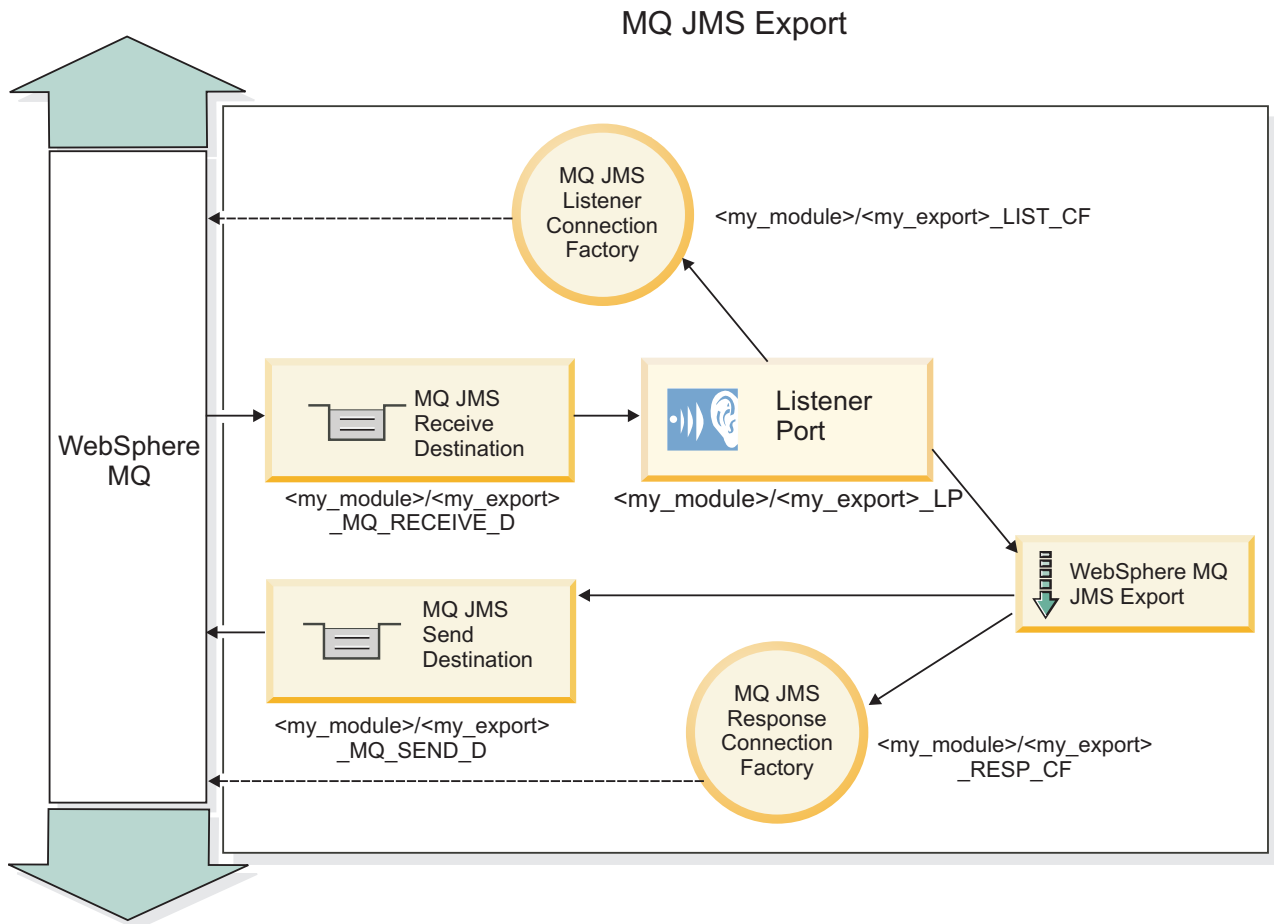 MQ JMS Export
MQ JMS
Listener
Connection
Factory
<my_module>/<my_export>_LIST_CF
WebSphere
MQ
MQ JMS
Receive
Destination
<my_module>/<my_export>
_MQ_RECEIVE_D
Listener
Port
<my_module>/<my_export>_LP
WebSphere MQ
JMS Export
MQ JMS
Send
Destination
<my_module>/<my_export>
_MQ_SEND_D
MQ JMS
Response
Connection
Factory
<my_module>/<my_export>
_RESP_CF